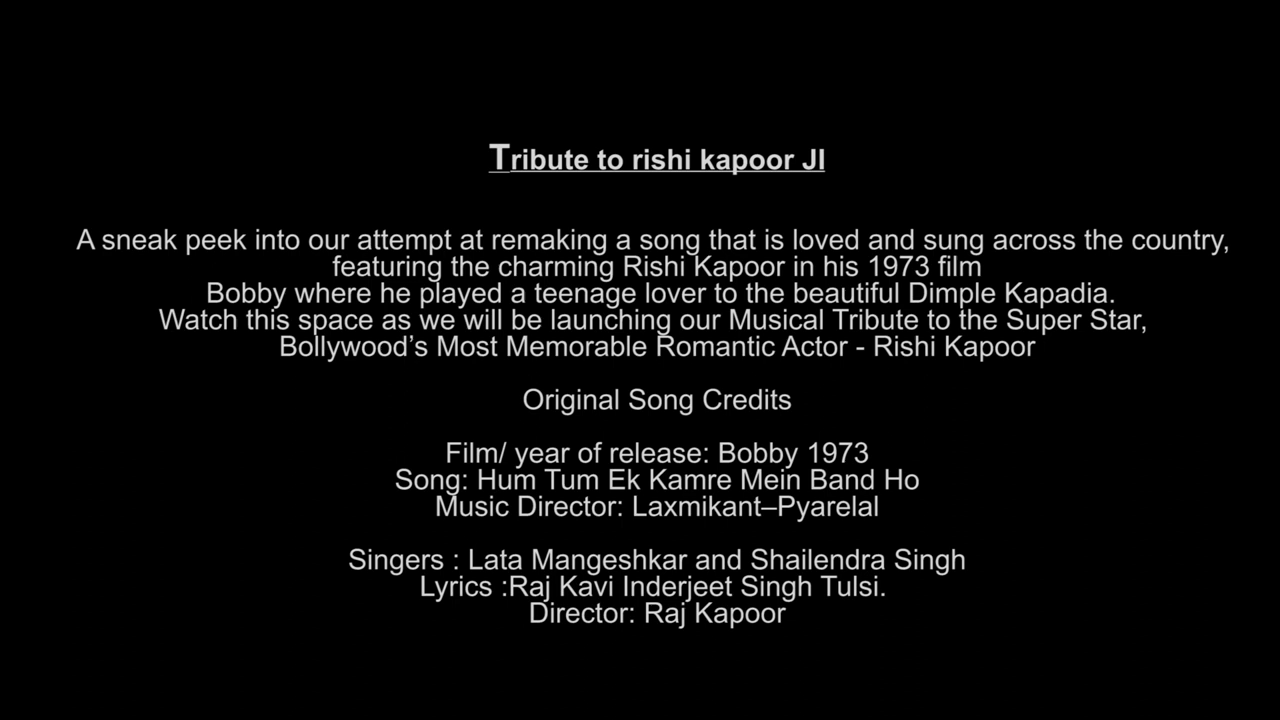 Tribute to rishi kapoor JI
A sneak peek into our attempt at remaking a song that is loved and sung across the country,
featuring the charming Rishi Kapoor in his 1973 film
Bobby where he played a teenage lover to the beautiful Dimple Kapadia.
Watch this space as we will be launching our Musical Tribute to the Super Star,
Bollywood’s Most Memorable Romantic Actor - Rishi Kapoor
Original Song Credits
Film/ year of release: Bobby 1973
Song: Hum Tum Ek Kamre Mein Band Ho
Music Director: Laxmikant–Pyarelal
Singers : Lata Mangeshkar and Shailendra Singh
Lyrics :Raj Kavi Inderjeet Singh Tulsi.
Director: Raj Kapoor